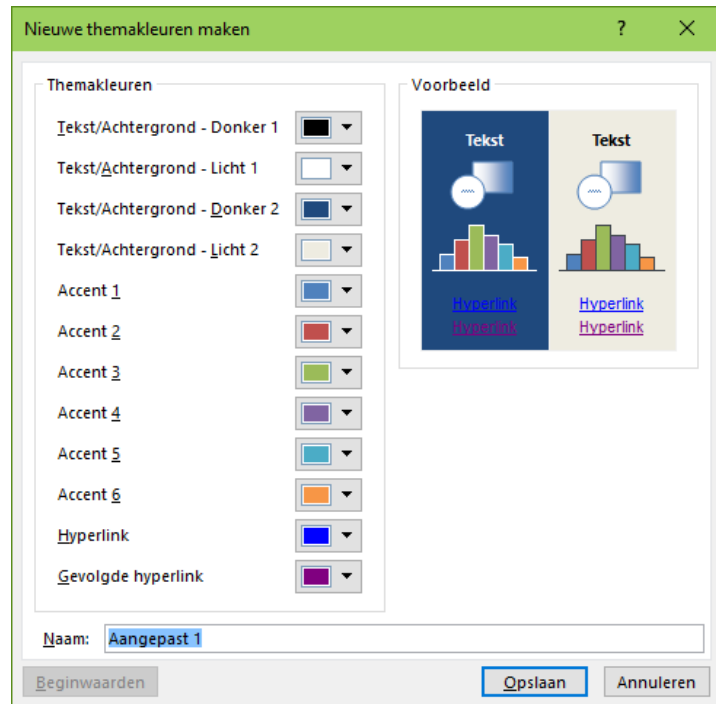 Nieuwe themakleuren maken
?
Themakleuren
Tekst/Achtergrond - Donker 1
Tekst/Achtergrond - Licht 1
Tekst/Achtergrond - Donker 2
Tekst/Achtergrond - Licht 2
Accent 1
Accent 2
Accent 3
Accent 4
Accent 5
Accent 6
Hyperlink
Gevolgde hyperlink
Voorbeeld
Tekst Tekst
Hyperlink Hyperlink
Hyperlink Hyperlink
Naam: Aangepast 1
Beginwaarden Opslaan Annuleren